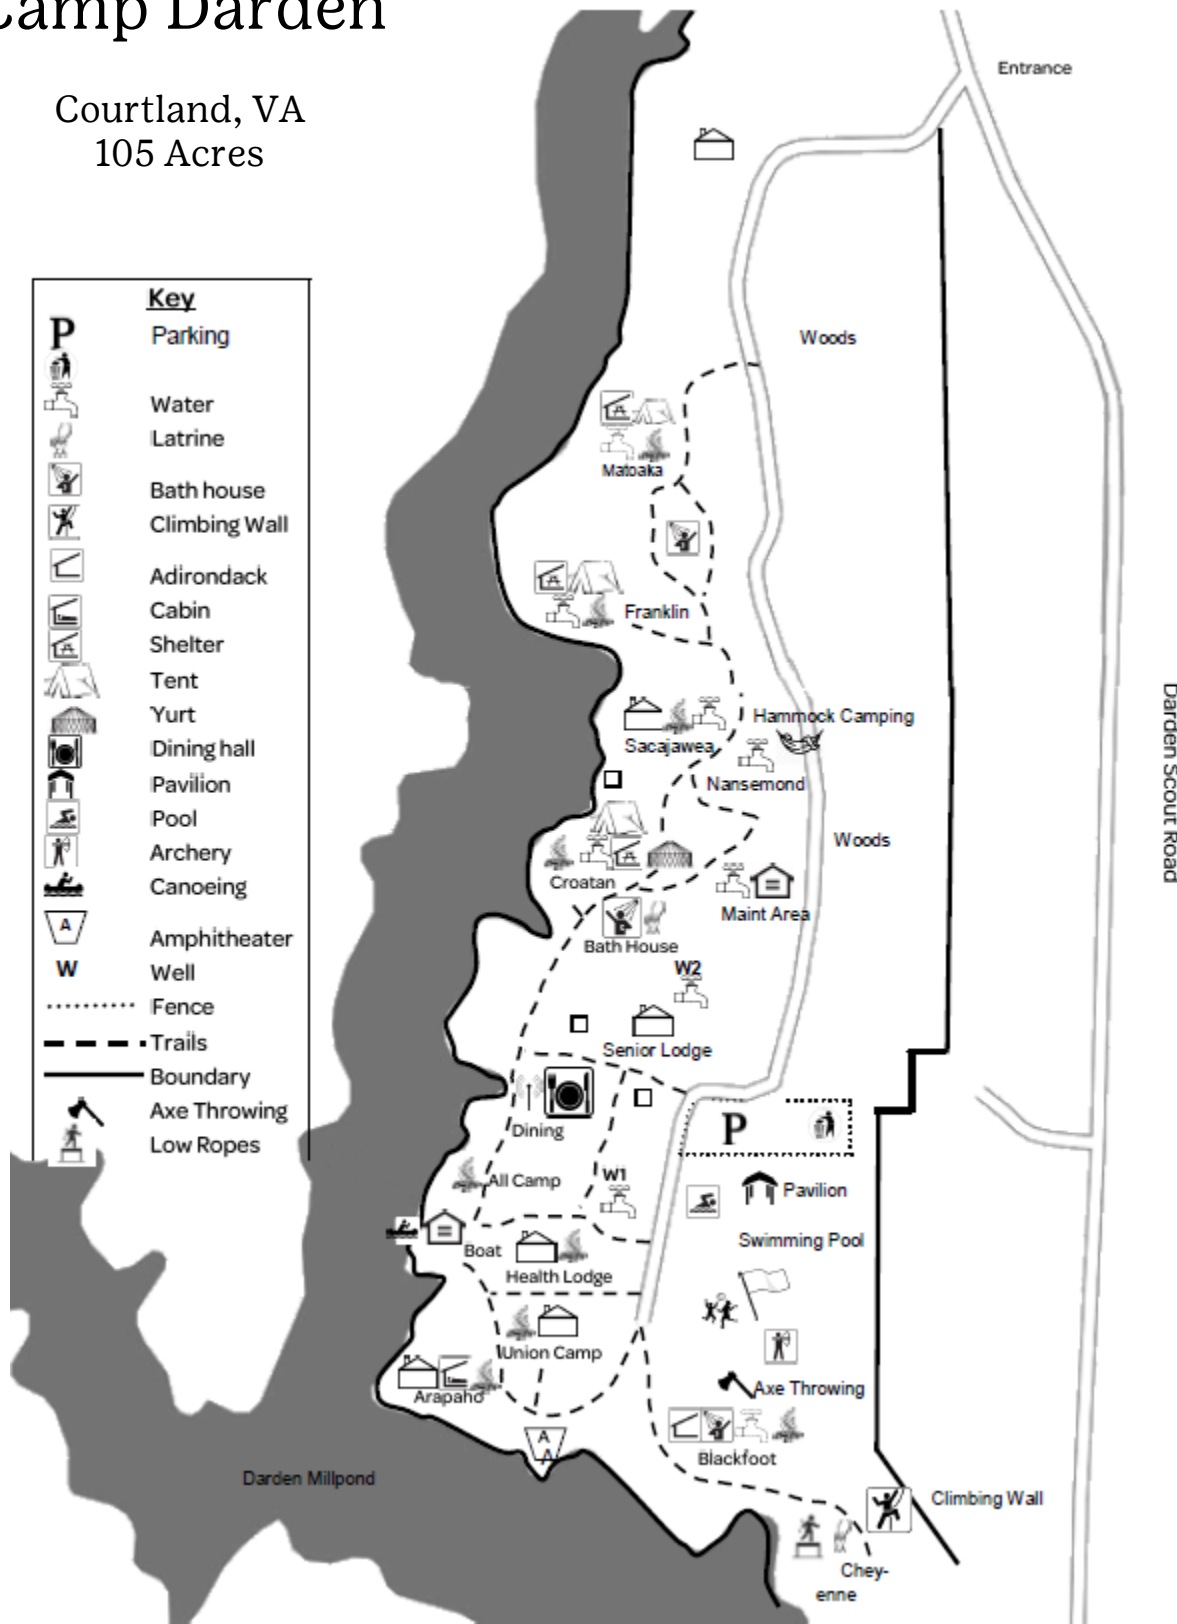 Camp Darden
Courtland, VA
105 Acres
Entrance
Key
P Parking
Water
Latrine
Bath house
Climbing Wall
Adirondack
Cabin
Shelter
Tent
Yurt
Dining hall
Pavilion
Pool
Archery
Canoeing
A Amphitheater
W Well
Fence
Trails
Boundary
Axe Throwing
Low Ropes
Woods
Matoaka
Franklin
Hammock Camping
Sacajawea
Nansemond
Darden Scout Road
Woods
Croatan
Maint Area
Bath House
W2
Senior Lodge
Dining
P
All Camp
W1
Pavilion
Swimming Pool
Boat
Health Lodge
Union Camp
Arapaho
Axe Throwing
A
A
Blackfoot
Darden Millpond
Climbing Wall
Chey-
enne